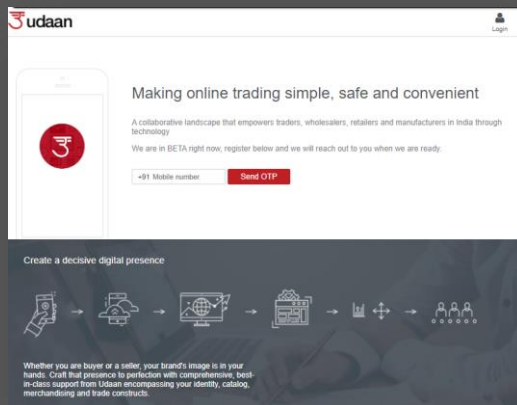 उ udaan
Login
Making online trading simple, safe and convenient
A collaborative landscape that empowers traders, wholesalers, retailers and manufacturers in India through
technology
We are in BETA right now, register below and we will reach out to you when we are ready.
+91 Mobile number
Send OTP
उ
Create a decisive digital presence
Whether you are buyer or a seller, your brand's image is in your
hands. Craft that presence to perfection with comprehensive, best-
in-class support from Udaan encompassing your identity, catalog,
merchandising and trade constructs.